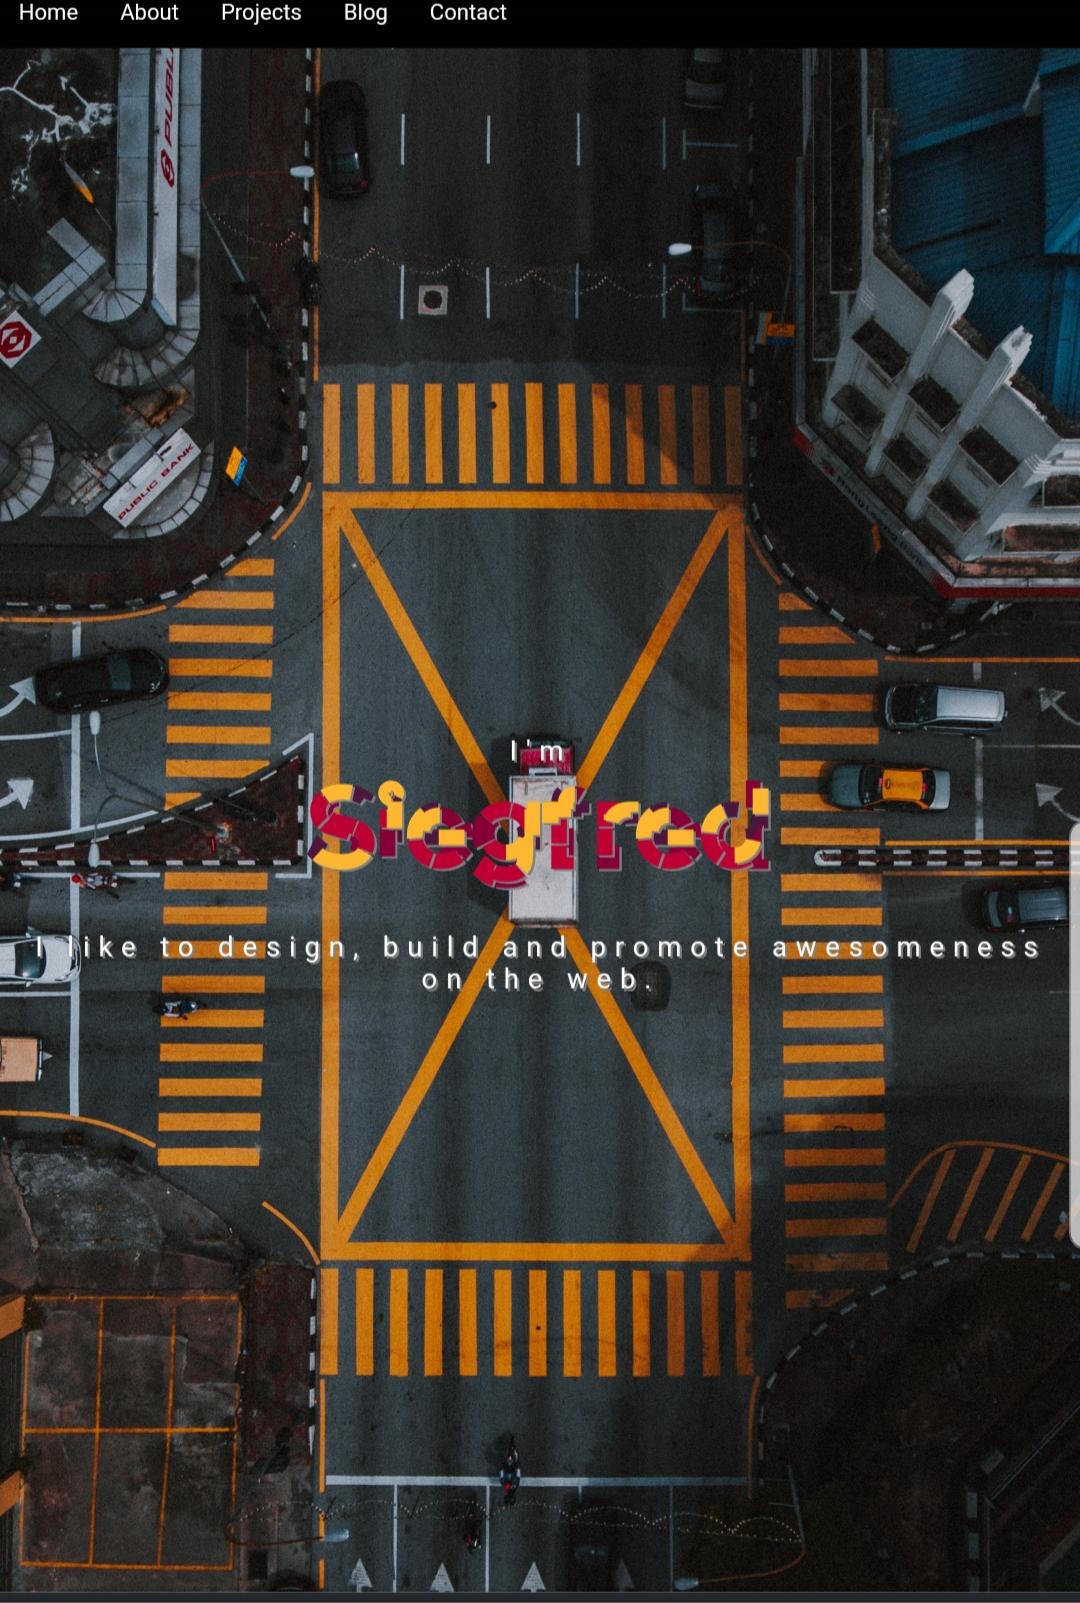 Home About Projects Blog Contact
PUBLIC BANK
I'm
Siegfred
I like to design, build and promote awesomeness
on the web.